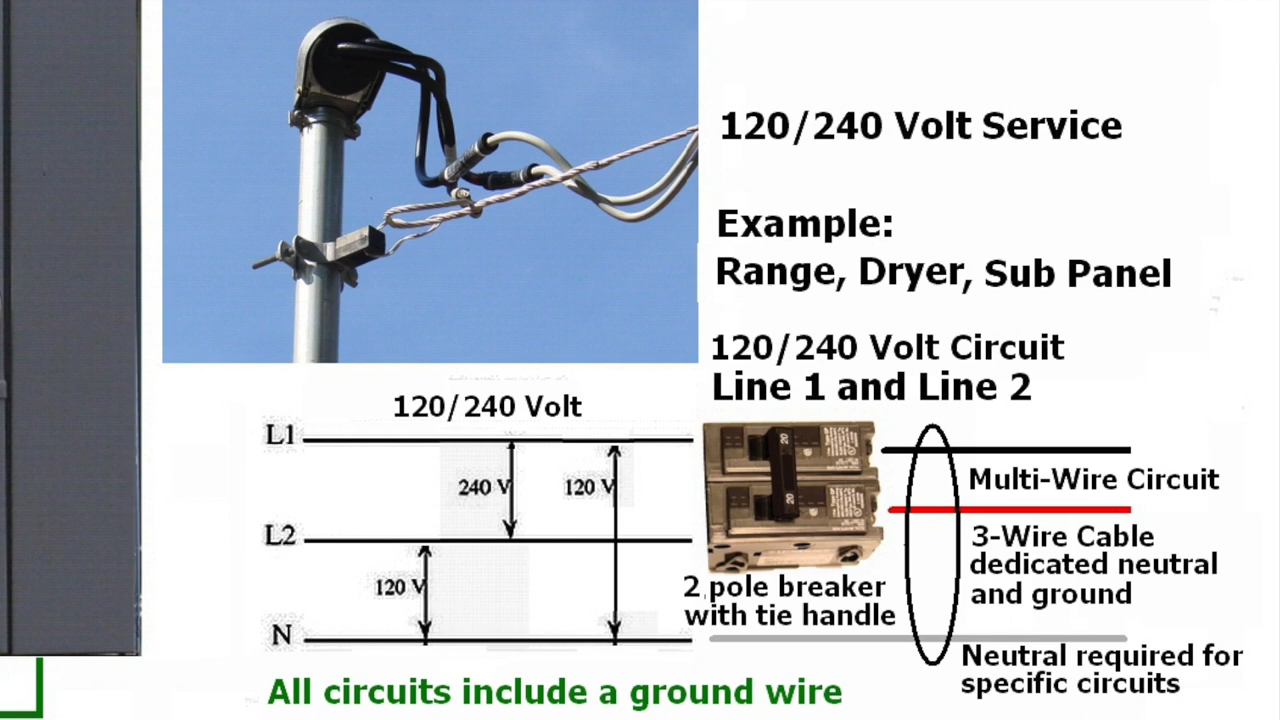 120/240 Volt Service
Example:
Range, Dryer, Sub Panel
120/240 Volt Circuit
Line 1 and Line 2
120/240 Volt
L1
240 V
120 V
L2
120 V
N
20
20
Multi-Wire Circuit
3-Wire Cable
dedicated neutral
and ground
2 pole breaker
with tie handle
Neutral required for
specific circuits
All circuits include a ground wire